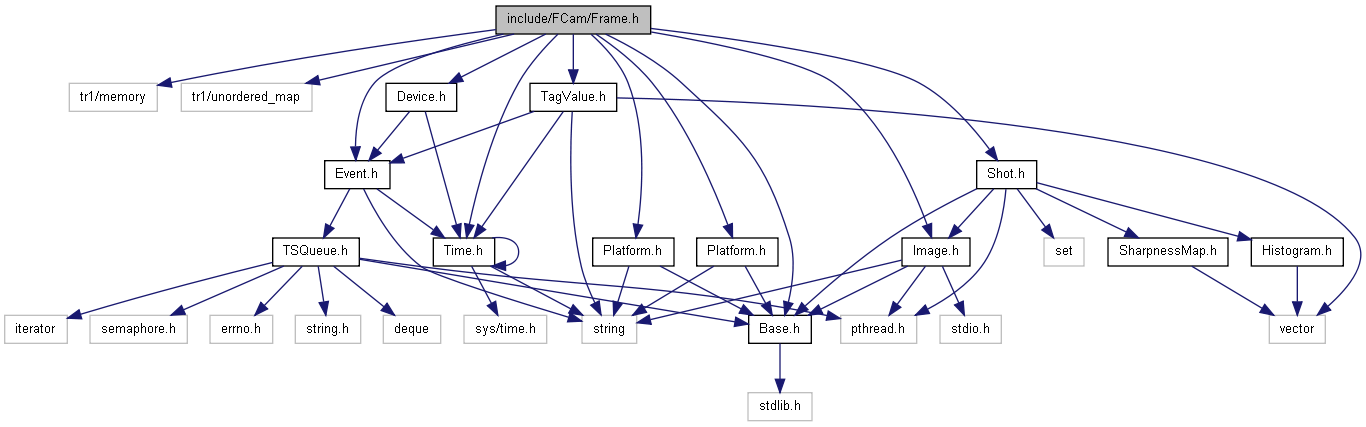 include/FCam/Frame.h
tr1/memory
tr1/unordered_map
Device.h
TagValue.h
Event.h
Shot.h
TSQueue.h
Time.h
Platform.h
Platform.h
Image.h
set
SharpnessMap.h
Histogram.h
iterator
semaphore.h
errno.h
string.h
deque
sys/time.h
string
Base.h
pthread.h
stdio.h
vector
stdlib.h